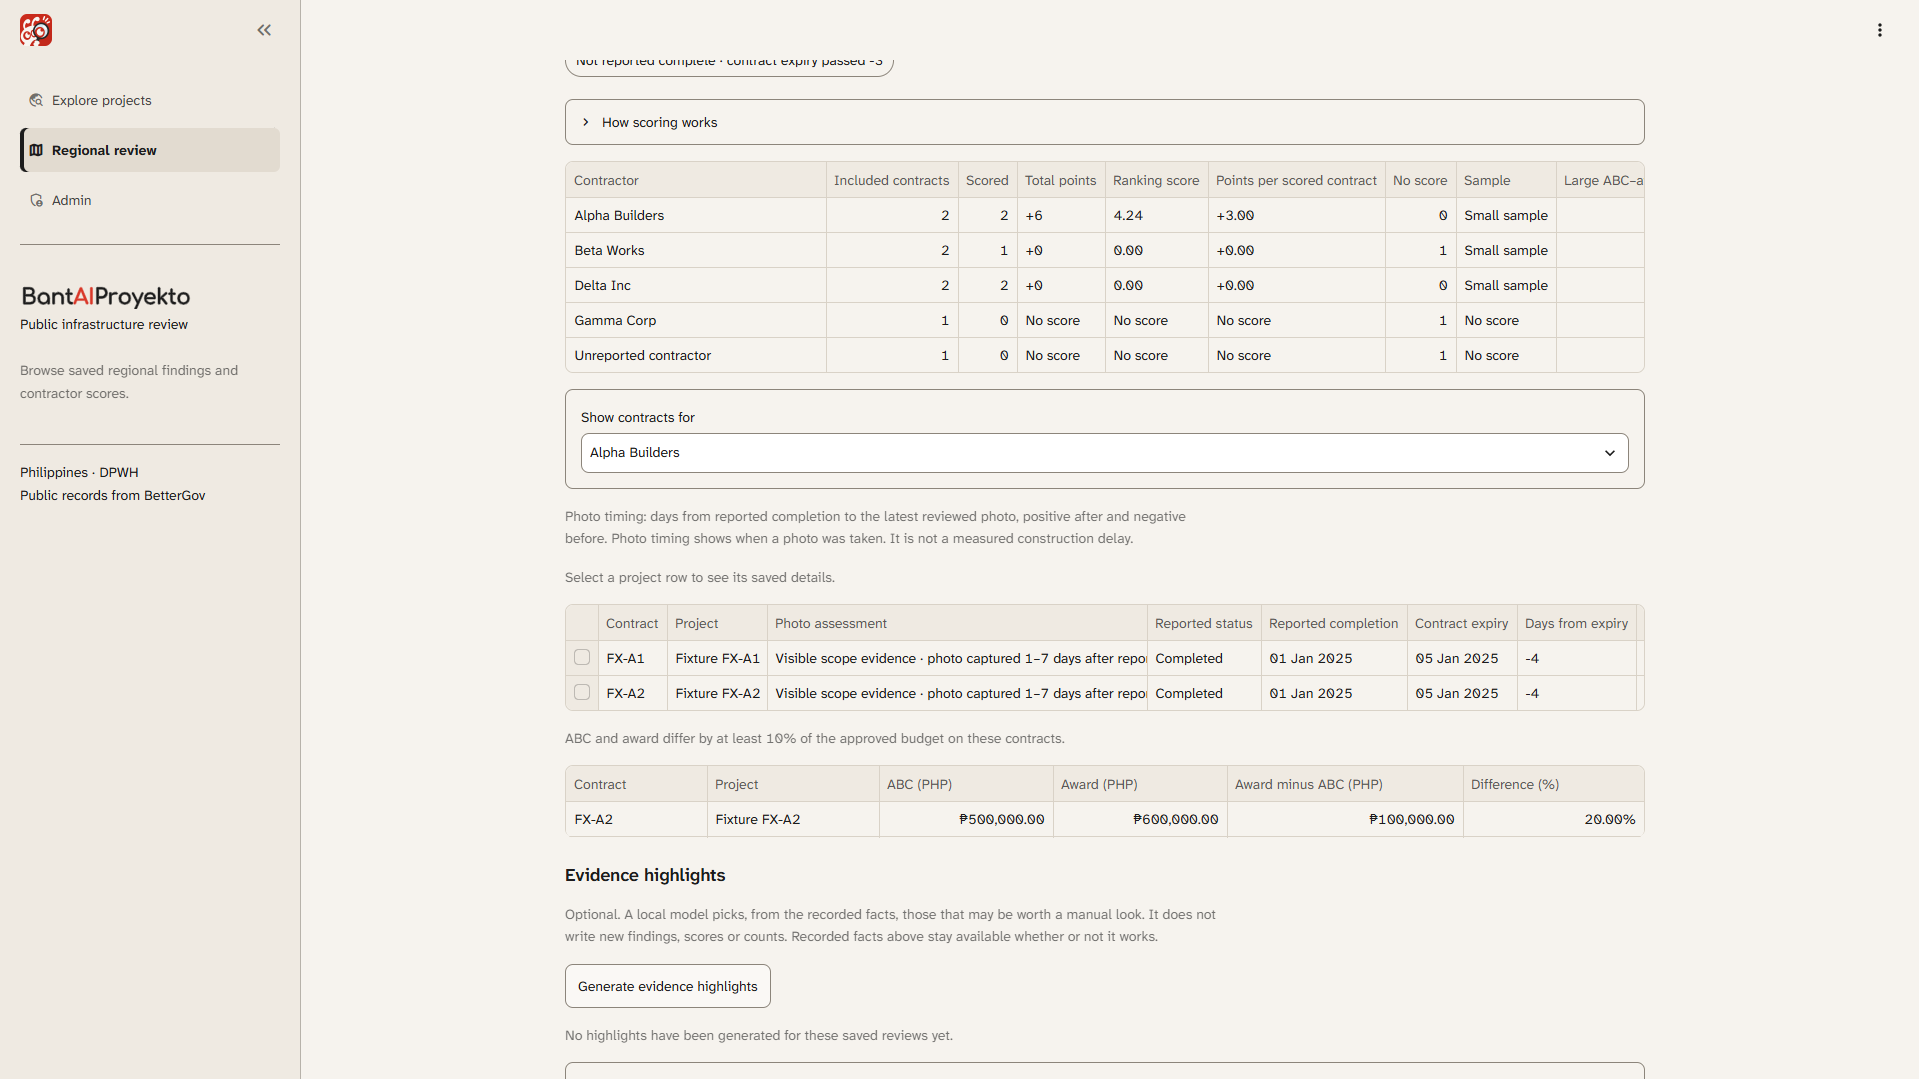 Explore projects
Regional review
Admin
BantAIProyekto
Public infrastructure review
Browse saved regional findings and
contractor scores.
Philippines · DPWH
Public records from BetterGov
Not reported complete · contract expiry passed -3
How scoring works
Contractor Included contracts Scored Total points Ranking score Points per scored contract No score Sample Large ABC–a
Alpha Builders 2 2 +6 4.24 +3.00 0 Small sample
Beta Works 2 1 +0 0.00 +0.00 1 Small sample
Delta Inc 2 2 +0 0.00 +0.00 0 Small sample
Gamma Corp 1 0 No score No score No score 1 No score
Unreported contractor 1 0 No score No score No score 1 No score
Show contracts for
Alpha Builders
Photo timing: days from reported completion to the latest reviewed photo, positive after and negative
before. Photo timing shows when a photo was taken. It is not a measured construction delay.
Select a project row to see its saved details.
Contract Project Photo assessment Reported status Reported completion Contract expiry Days from expiry
FX-A1 Fixture FX-A1 Visible scope evidence · photo captured 1–7 days after repor Completed 01 Jan 2025 05 Jan 2025 -4
FX-A2 Fixture FX-A2 Visible scope evidence · photo captured 1–7 days after repor Completed 01 Jan 2025 05 Jan 2025 -4
ABC and award differ by at least 10% of the approved budget on these contracts.
Contract Project ABC (PHP) Award (PHP) Award minus ABC (PHP) Difference (%)
FX-A2 Fixture FX-A2 ₱500,000.00 ₱600,000.00 ₱100,000.00 20.00%
Evidence highlights
Optional. A local model picks, from the recorded facts, those that may be worth a manual look. It does not
write new findings, scores or counts. Recorded facts above stay available whether or not it works.
Generate evidence highlights
No highlights have been generated for these saved reviews yet.